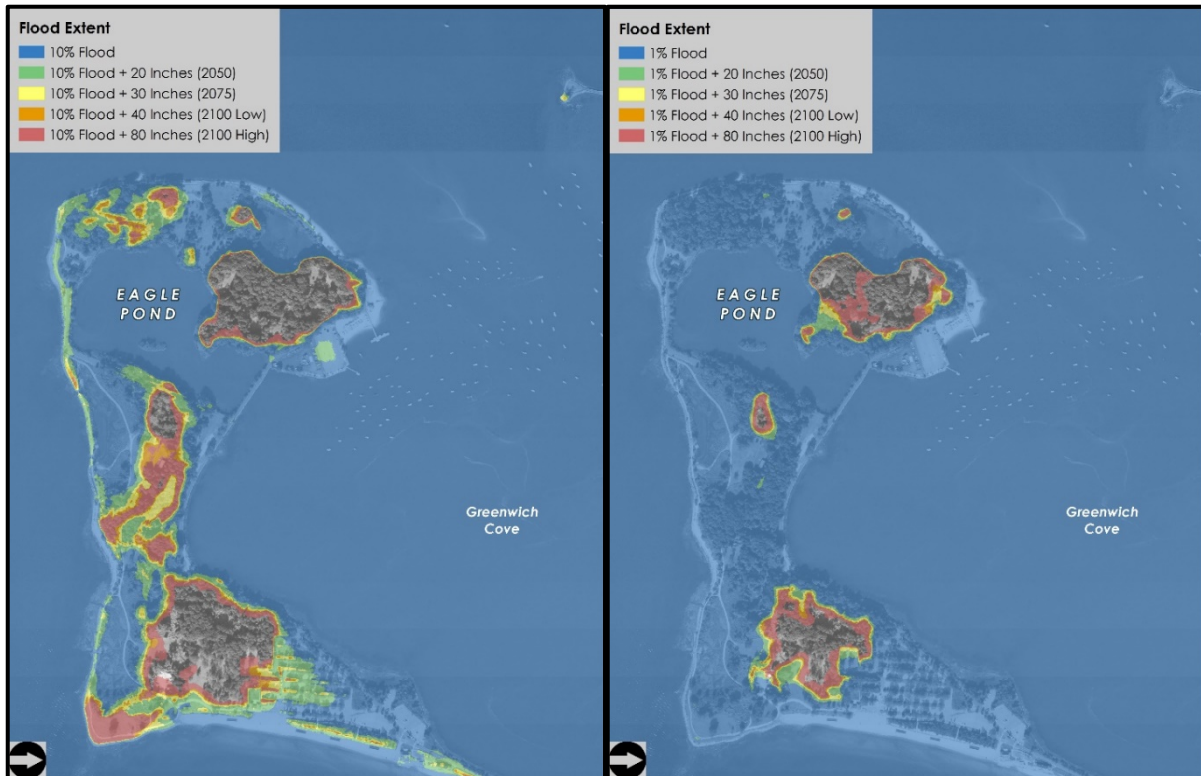 Flood Extent
10% Flood
10% Flood + 20 Inches (2050)
10% Flood + 30 Inches (2075)
10% Flood + 40 Inches (2100 Low)
10% Flood + 80 Inches (2100 High)
EAGLE
POND
Greenwich
Cove
Flood Extent
1% Flood
1% Flood + 20 Inches (2050)
1% Flood + 30 Inches (2075)
1% Flood + 40 Inches (2100 Low)
1% Flood + 80 Inches (2100 High)
EAGLE
POND
Greenwich
Cove